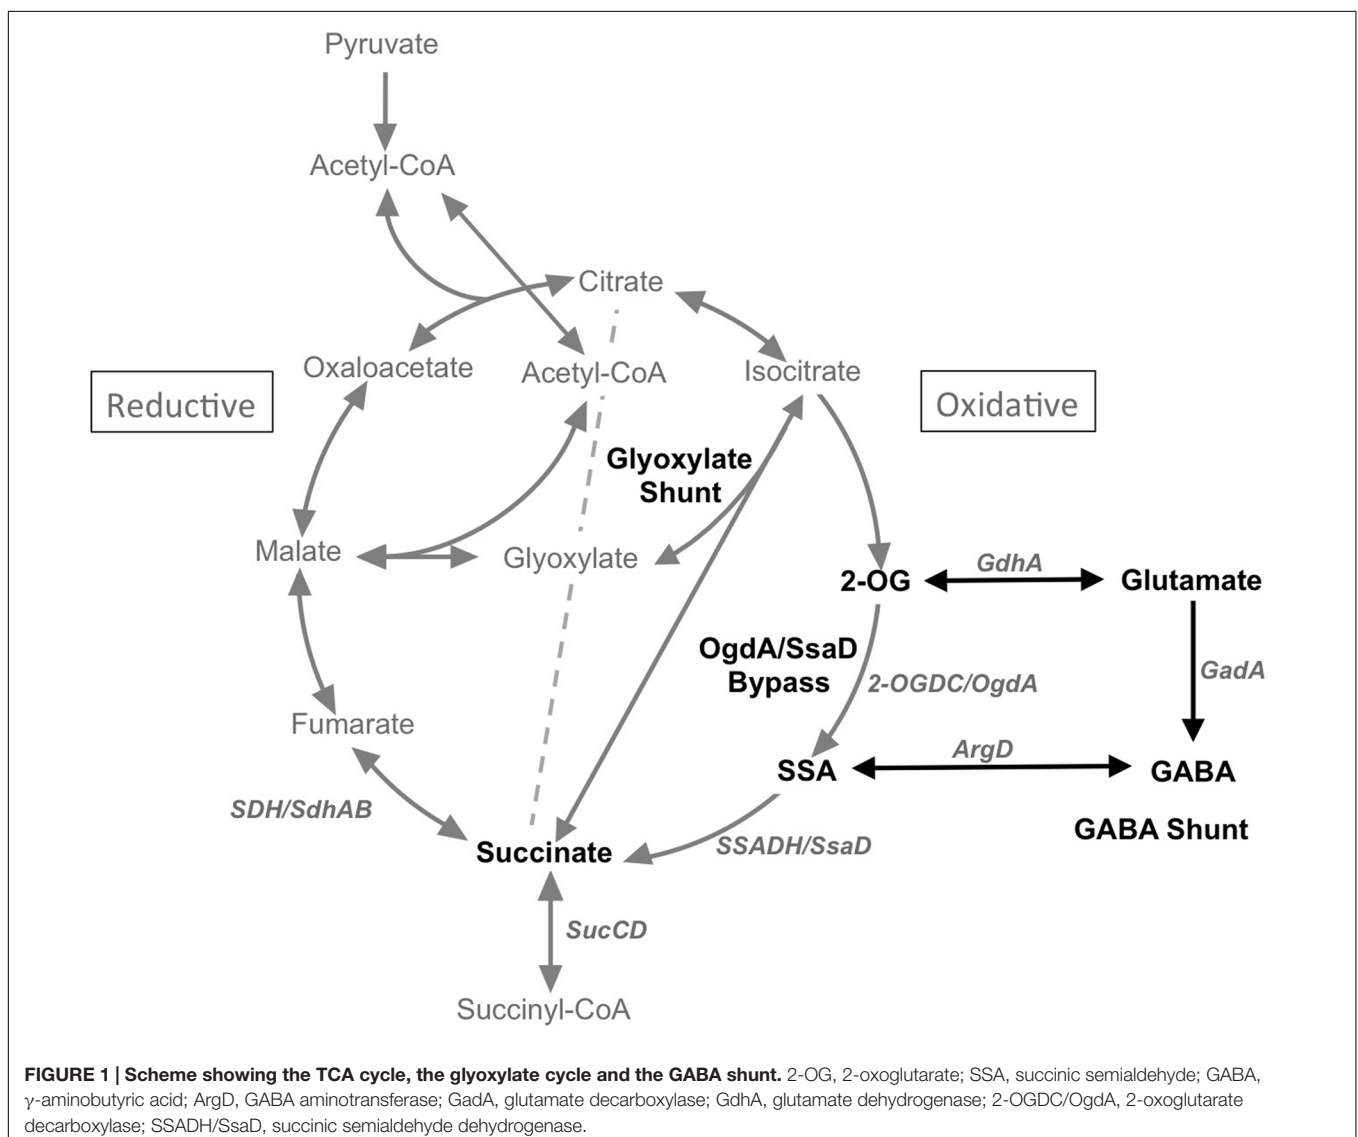 Pyruvate
Acetyl-CoA
Citrate
Oxaloacetate
Acetyl-CoA
Isocitrate
Reductive
Oxidative
Glyoxylate
Shunt
Malate
Glyoxylate
2-OG
GdhA
Glutamate
OgdA/SsaD
Bypass
2-OGDC/OgdA
GadA
Fumarate
SSA
ArgD
GABA
SDH/SdhAB
GABA Shunt
Succinate
SSADH/SsaD
SucCD
Succinyl-CoA
FIGURE 1 | Scheme showing the TCA cycle, the glyoxylate cycle and the GABA shunt. 2-OG, 2-oxoglutarate; SSA, succinic semialdehyde; GABA,
γ-aminobutyric acid; ArgD, GABA aminotransferase; GadA, glutamate decarboxylase; GdhA, glutamate dehydrogenase; 2-OGDC/OgdA, 2-oxoglutarate
decarboxylase; SSADH/SsaD, succinic semialdehyde dehydrogenase.